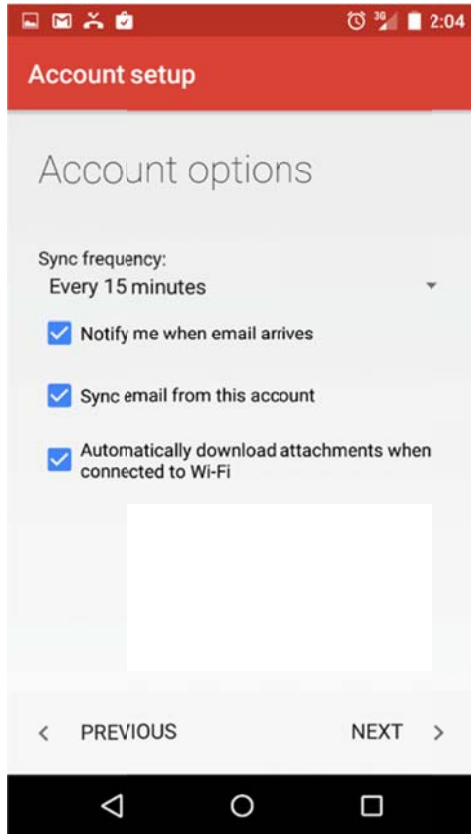 3G 2:04
Account setup
Account options
Sync frequency:
Every 15 minutes
Notify me when email arrives
Sync email from this account
Automatically download attachments when
connected to Wi-Fi
PREVIOUS NEXT